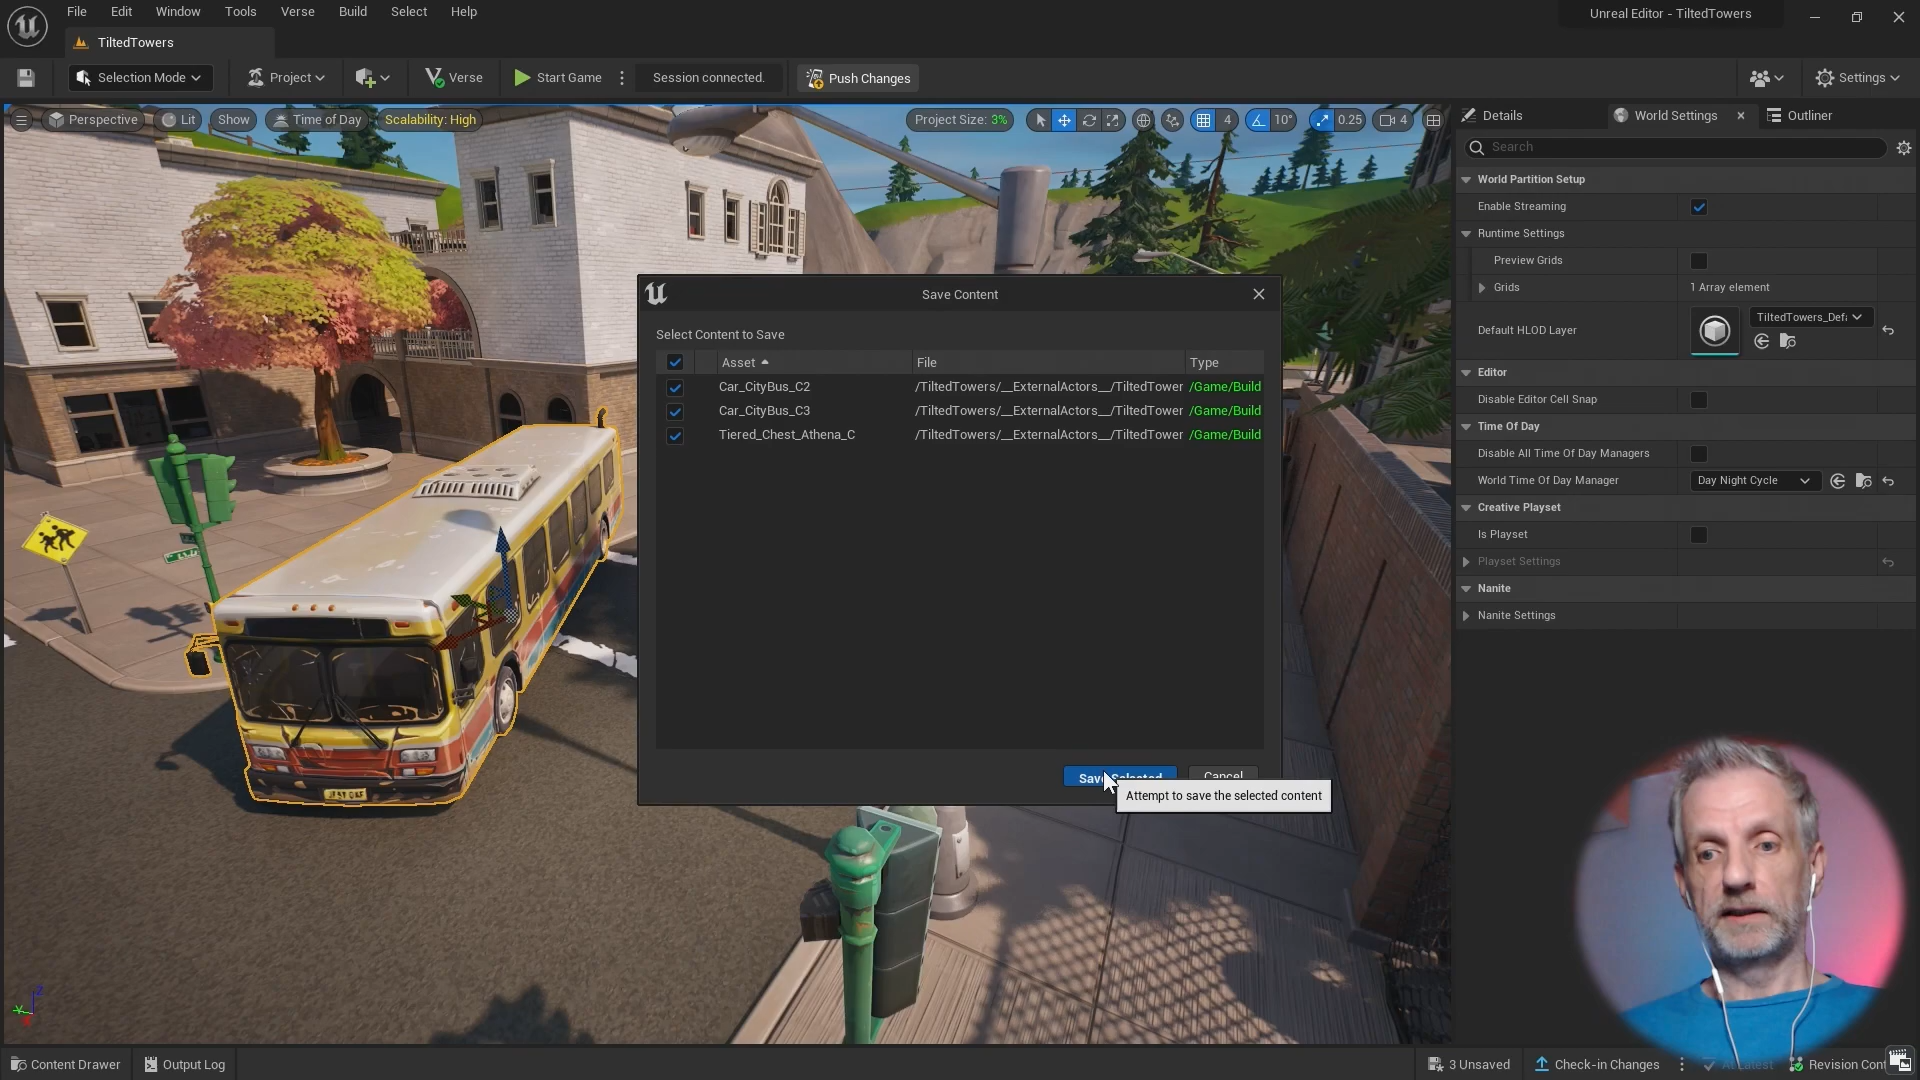 File Edit Window Tools Verse Build Select Help
Unreal Editor - TiltedTowers
TiltedTowers
Selection Mode
Project
Verse
Start Game
Session connected.
Push Changes
Settings
Perspective
Lit
Show
Time of Day
Scalability: High
Project Size: 3%
4
10°
0.25
4
Details
World Settings
Outliner
Search
World Partition Setup
Enable Streaming
Runtime Settings
Preview Grids
Grids
1 Array element
Default HLOD Layer
TiltedTowers_Defa
Editor
Disable Editor Cell Snap
Time Of Day
Disable All Time Of Day Managers
World Time Of Day Manager
Day Night Cycle
Creative Playset
Is Playset
Playset Settings
Nanite
Nanite Settings
Save Content
Select Content to Save
Asset File Type
Car_CityBus_C2 /TiltedTowers/__ExternalActors__/TiltedTower /Game/Build
Car_CityBus_C3 /TiltedTowers/__ExternalActors__/TiltedTower /Game/Build
Tiered_Chest_Athena_C /TiltedTowers/__ExternalActors__/TiltedTower /Game/Build
Save Selected
Cancel
Attempt to save the selected content
Z
Content Drawer
Output Log
3 Unsaved
Check-in Changes
Revision Cont